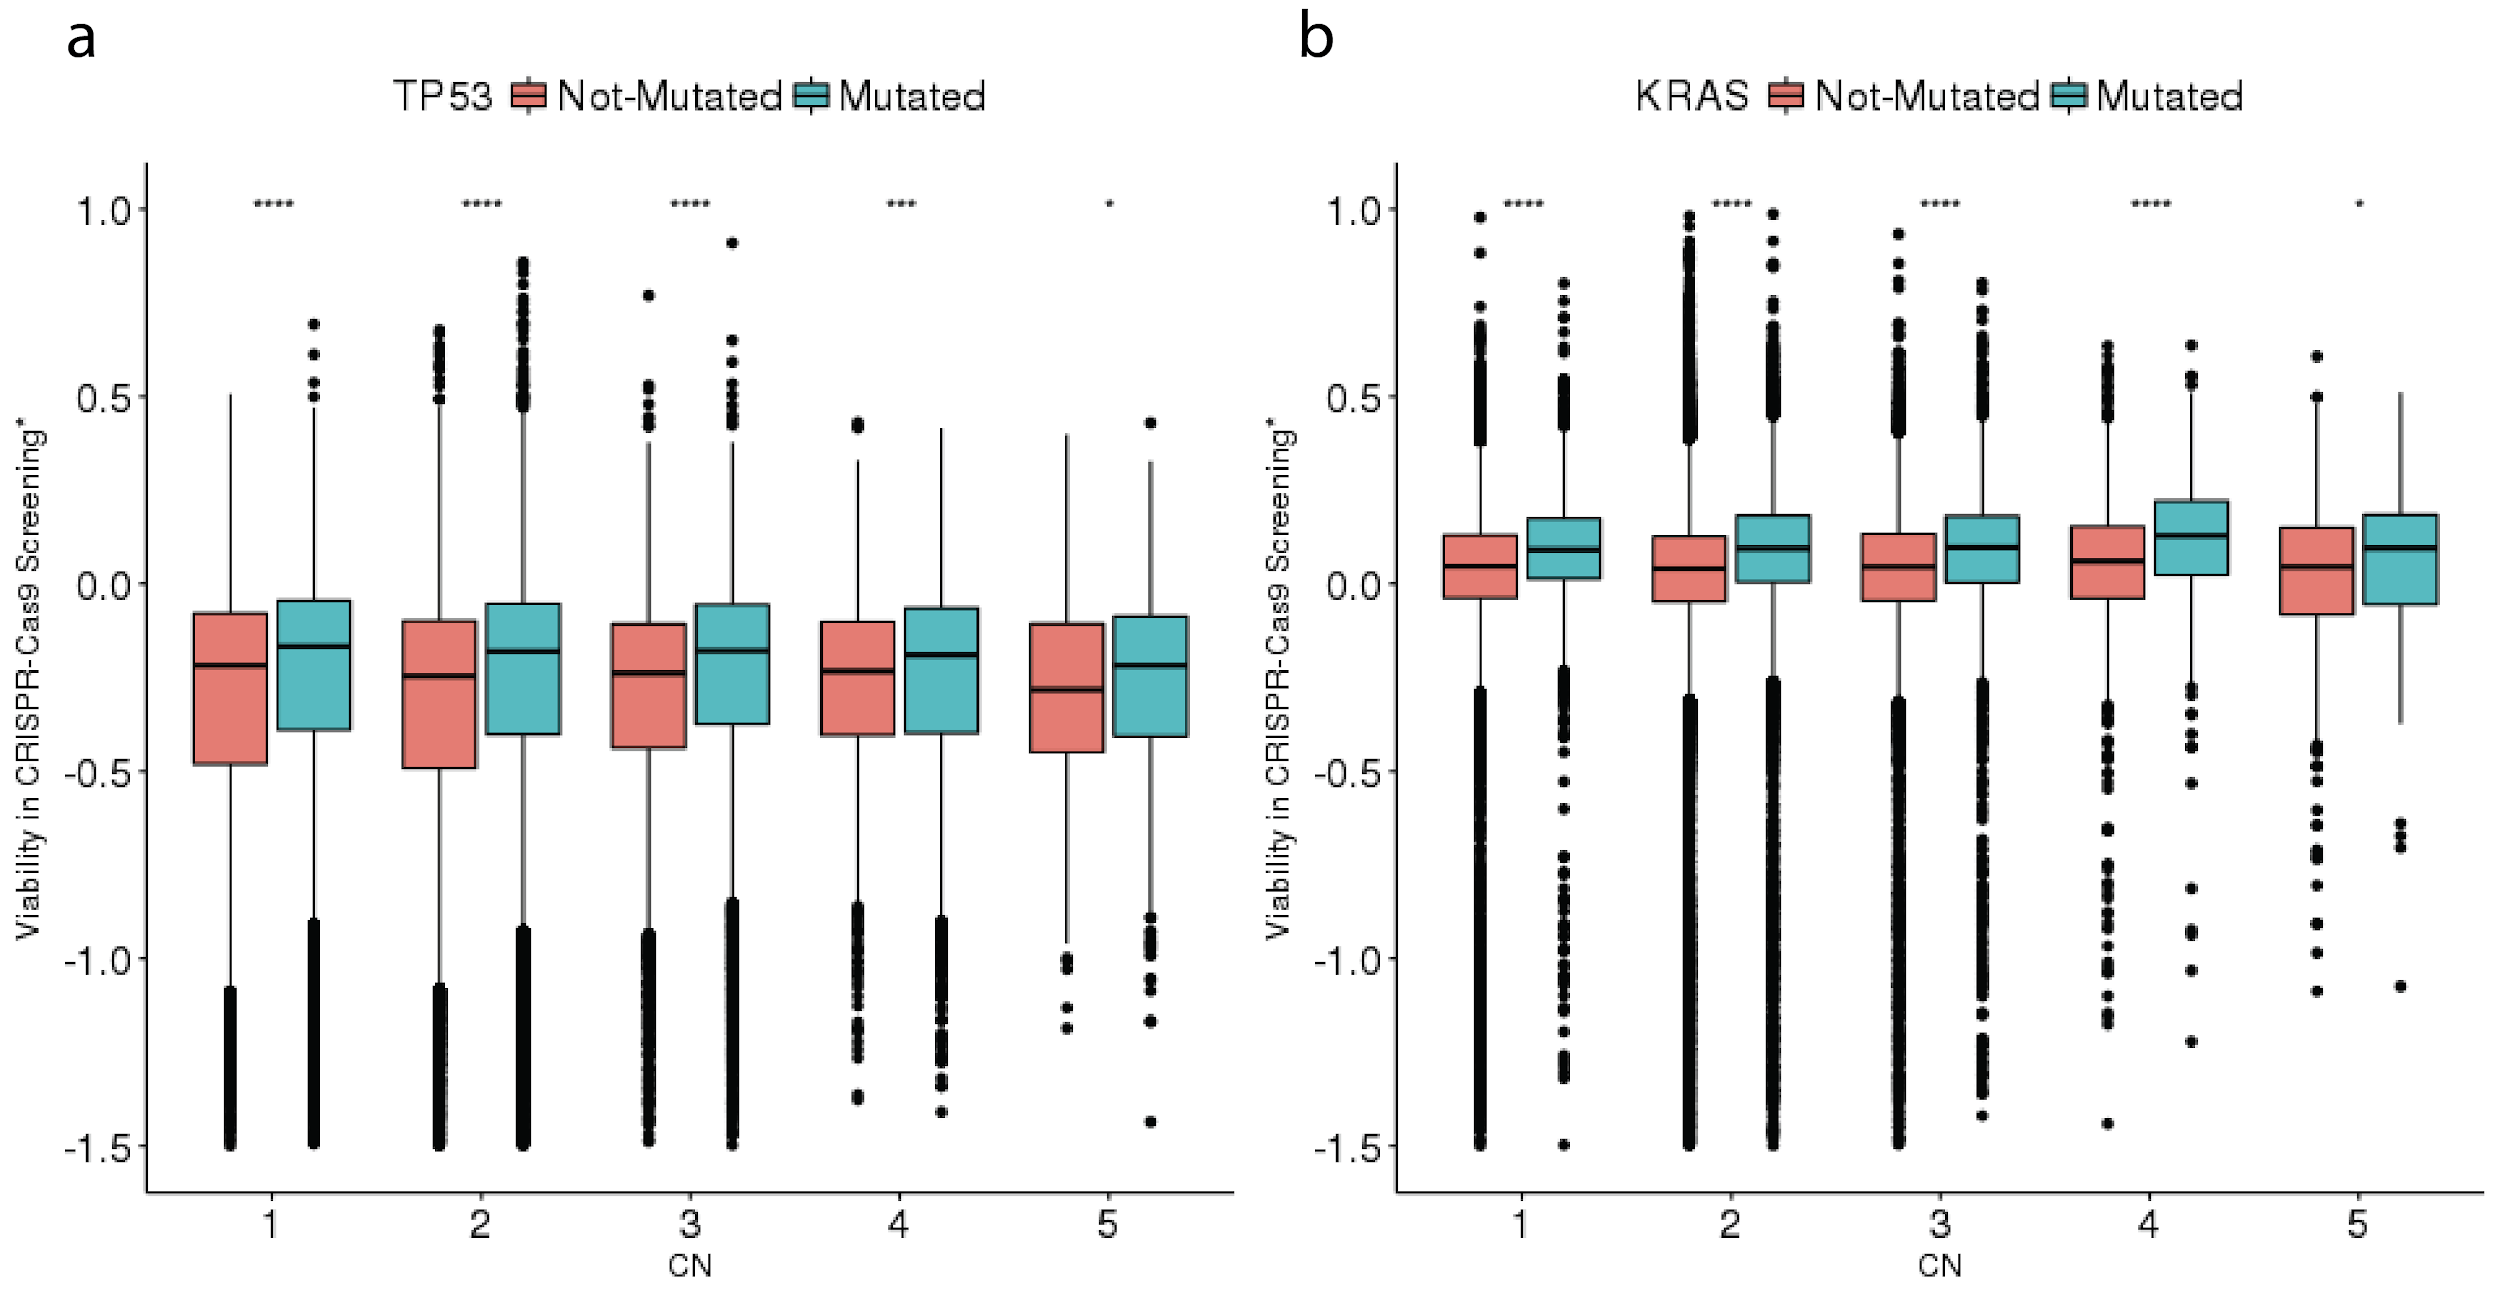 a
TP53 Not-Mutated Mutated
Viability in CRISPR-Cas9 Screening*
1.0
0.5
0.0
-0.5
-1.0
-1.5
**** **** **** *** *
1 2 3 4 5
CN
b
KRAS Not-Mutated Mutated
Viability in CRISPR-Cas9 Screening*
1.0
0.5
0.0
-0.5
-1.0
-1.5
**** **** **** **** *
1 2 3 4 5
CN